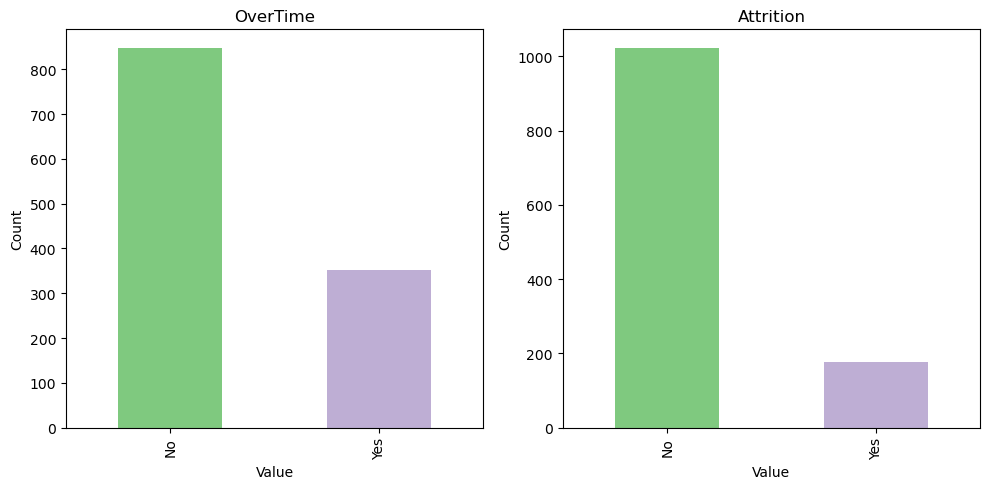 OverTime
Count
800
700
600
500
400
300
200
100
0
No
Yes
Value
Attrition
Count
1000
800
600
400
200
0
No
Yes
Value